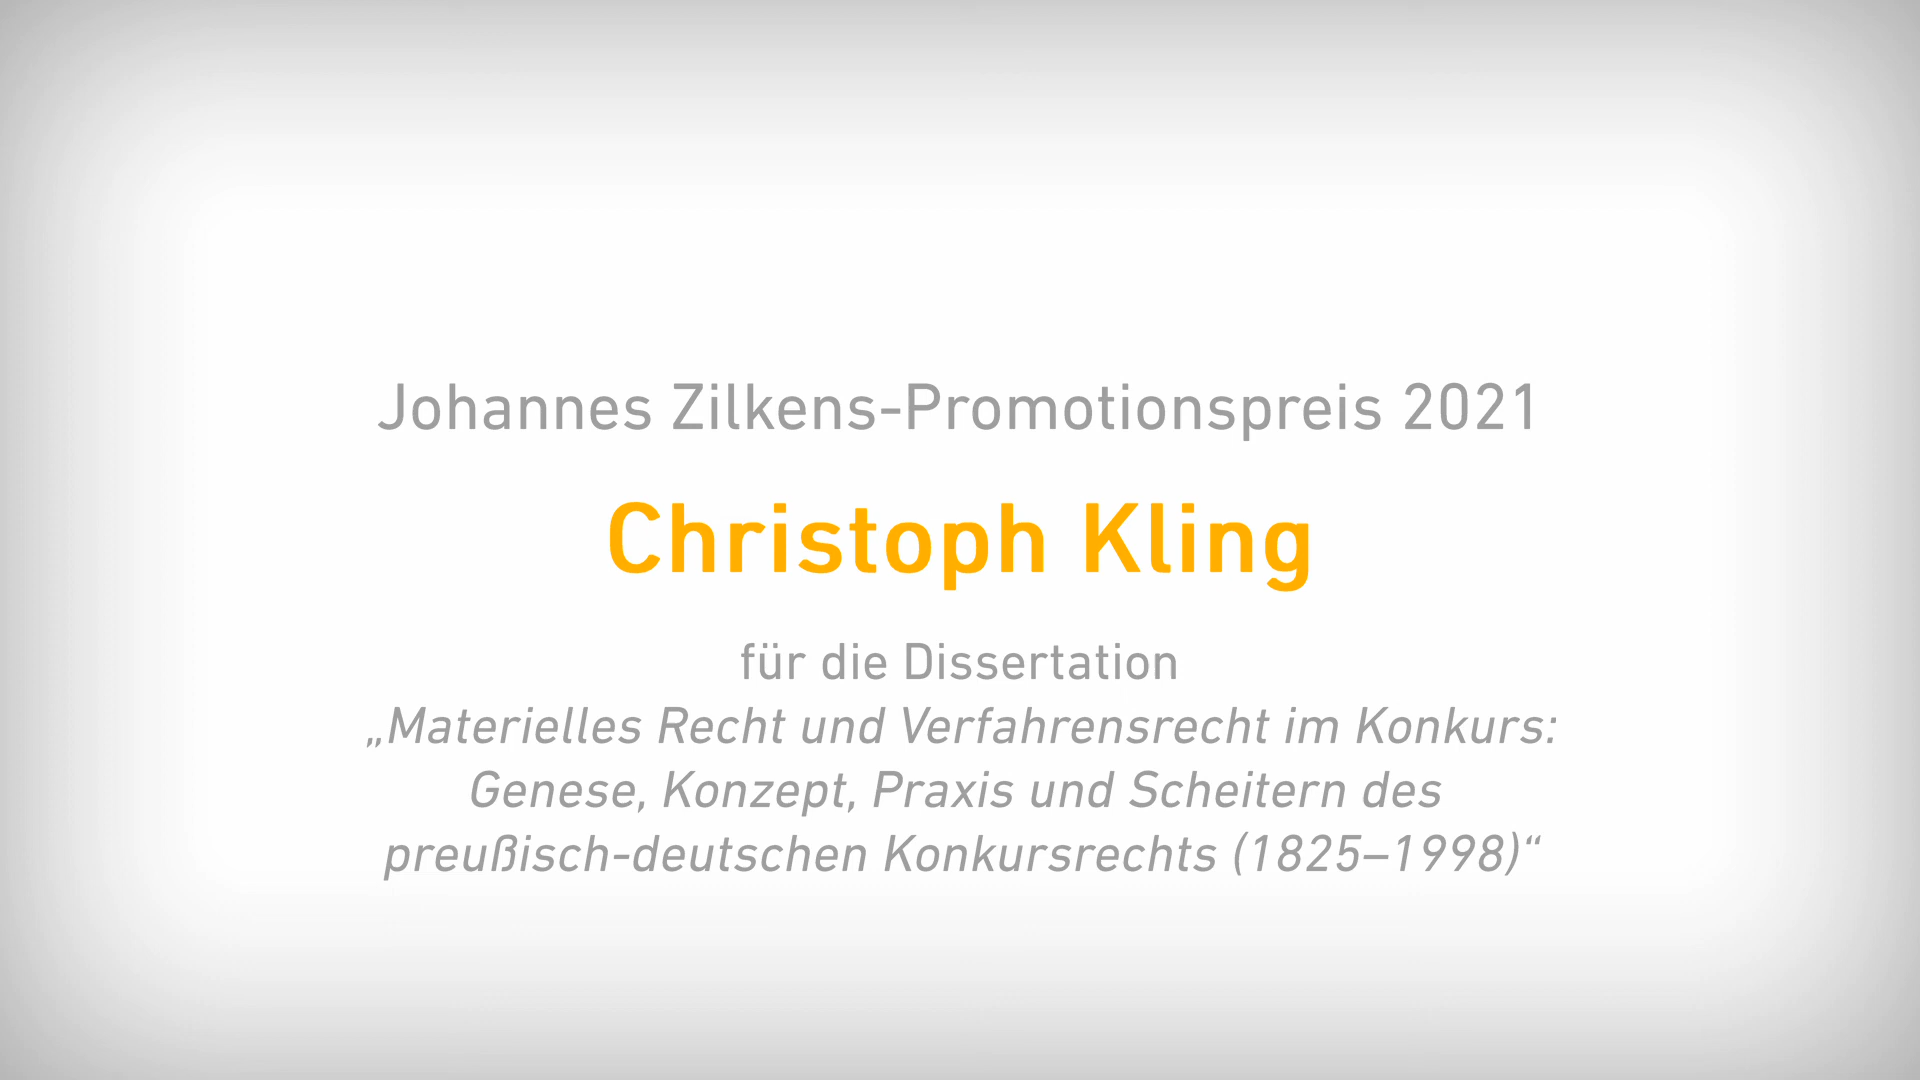 Johannes Zilkens-Promotionspreis 2021
Christoph Kling
für die Dissertation
„Materielles Recht und Verfahrensrecht im Konkurs:
Genese, Konzept, Praxis und Scheitern des
preußisch-deutschen Konkursrechts (1825–1998)“